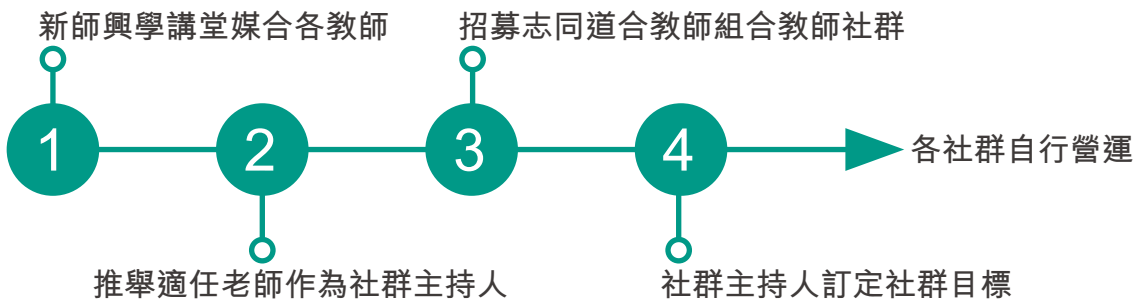 新師興學講堂媒合各教師
招募志同道合教師組合教師社群
1
2
3
4
各社群自行營運
推舉適任老師作為社群主持人
社群主持人訂定社群目標